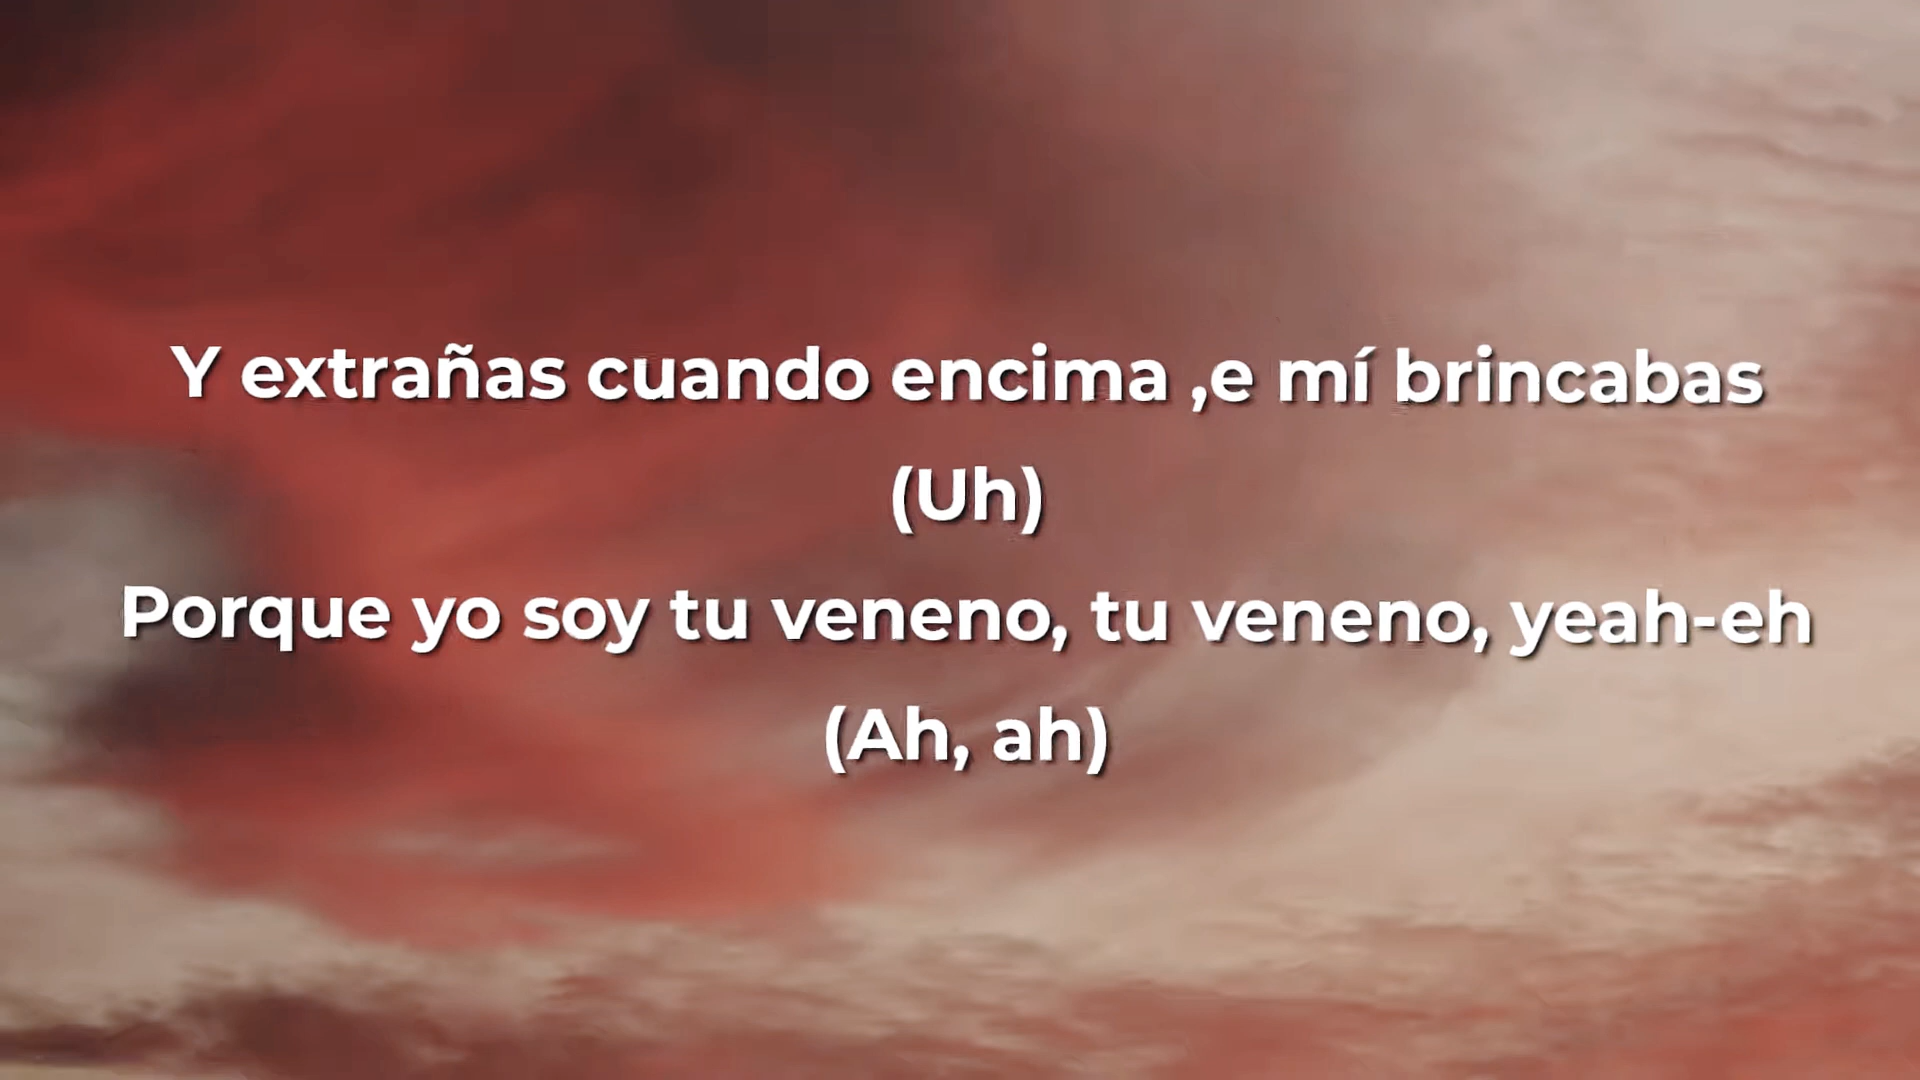 Y extrañas cuando encima ,e mí brincabas
(Uh)
Porque yo soy tu veneno, tu veneno, yeah-eh
(Ah, ah)